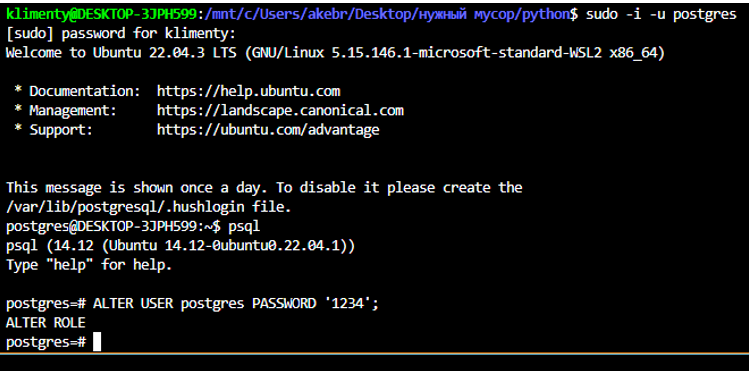 klimenty@DESKTOP-3JPH599:/mnt/c/Users/akebr/Desktop/нужный мусор/python$ sudo -i -u postgres
[sudo] password for klimenty:
Welcome to Ubuntu 22.04.3 LTS (GNU/Linux 5.15.146.1-microsoft-standard-WSL2 x86_64)
* Documentation:  https://help.ubuntu.com
* Management:     https://landscape.canonical.com
* Support:        https://ubuntu.com/advantage
This message is shown once a day. To disable it please create the
/var/lib/postgresql/.hushlogin file.
postgres@DESKTOP-3JPH599:~$ psql
psql (14.12 (Ubuntu 14.12-0ubuntu0.22.04.1))
Type "help" for help.
postgres=# ALTER USER postgres PASSWORD '1234';
ALTER ROLE
postgres=#